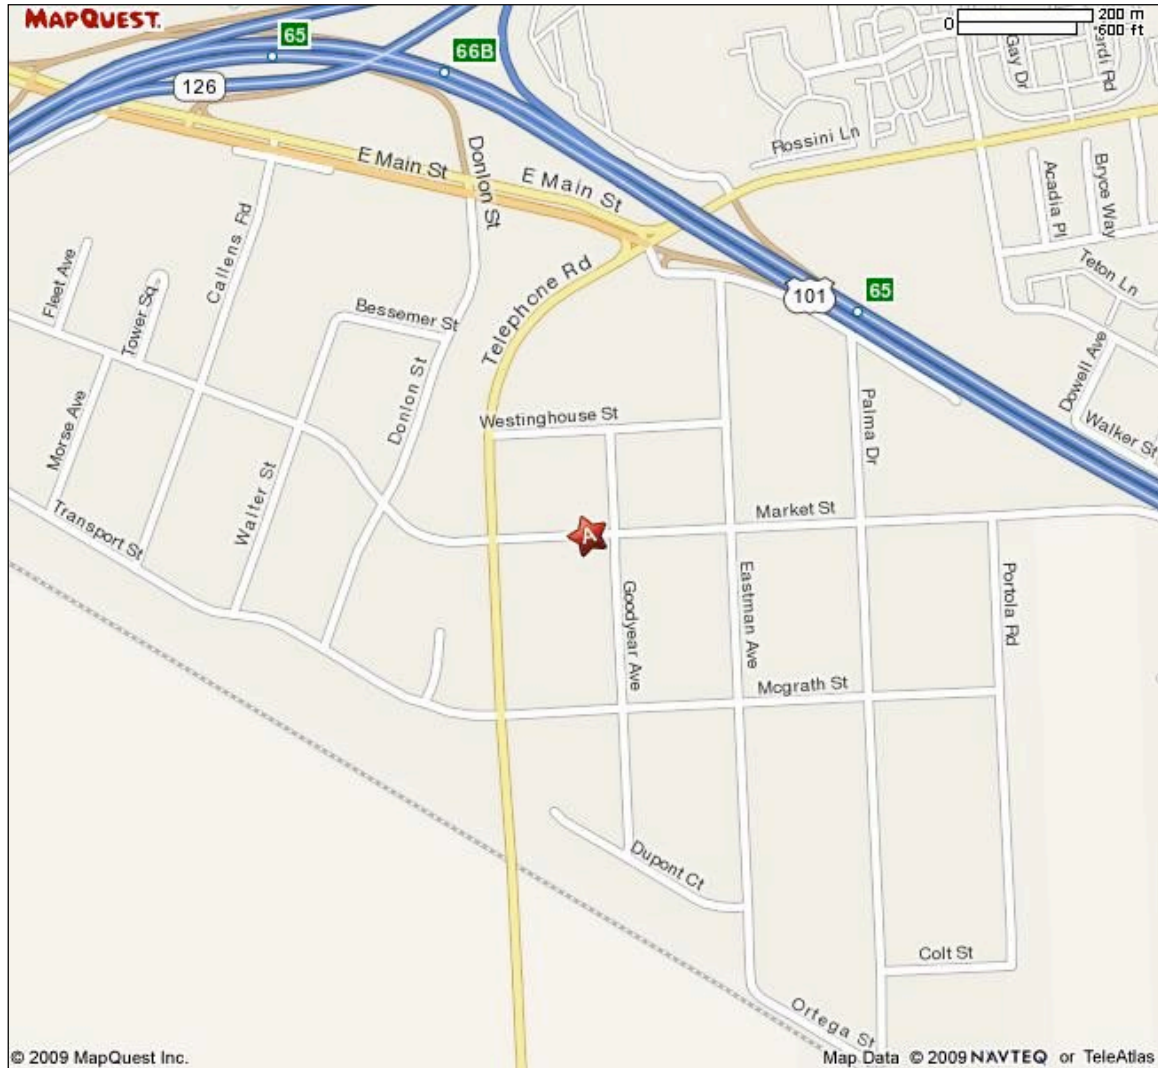 MAPQUEST.
0
200 m
600 ft
65
66B
126
Gay Dr
Rossini Ln
E Main St
Donlon St
E Main St
Acadia Pl
Bryce Way
Callens Rd
Fleet Ave
Tower Sq
Telephone Rd
Teton Ln
101
65
Bessemer St
Donlon St
Dowell Ave
Morse Ave
Westinghouse St
Palma Dr
Walker St
Walter St
Transport St
Market St
A
Goodyear Ave
Eastman Ave
Portola Rd
Mcgrath St
Dupont Ct
Colt St
Ortega St
© 2009 MapQuest Inc.
Map Data © 2009 NAVTEQ or TeleAtlas